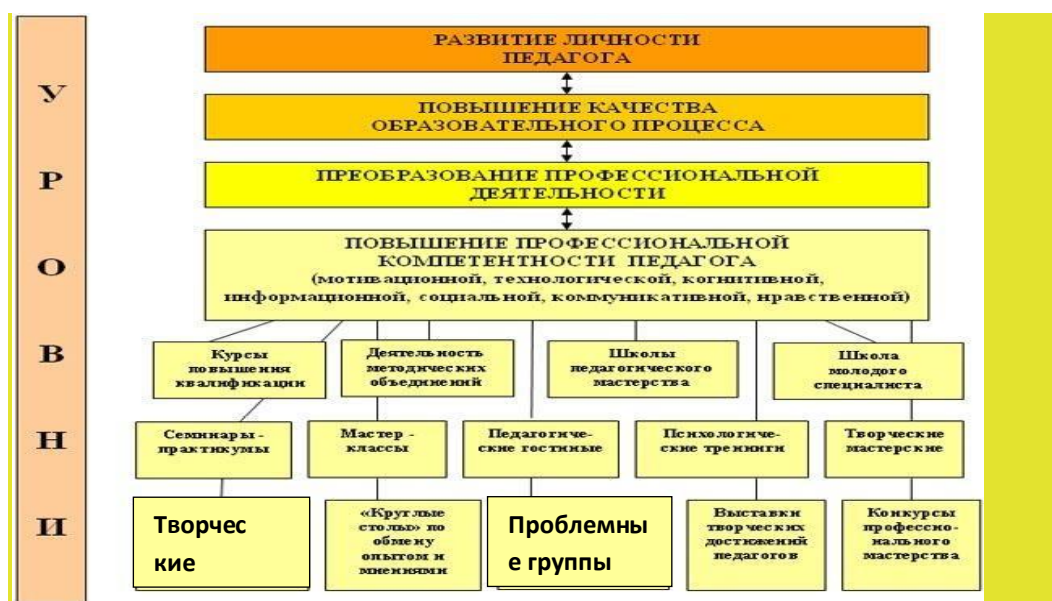 У
Р
О
В
Н
И
РАЗВИТИЕ ЛИЧНОСТИ
ПЕДАГОГА
ПОВЫШЕНИЕ КАЧЕСТВА
ОБРАЗОВАТЕЛЬНОГО ПРОЦЕССА
ПРЕОБРАЗОВАНИЕ ПРОФЕССИОНАЛЬНОЙ
ДЕЯТЕЛЬНОСТИ
ПОВЫШЕНИЕ ПРОФЕССИОНАЛЬНОЙ
КОМПЕТЕНТНОСТИ ПЕДАГОГА
(мотивационной, технологической, когнитивной,
информационной, социальной, коммуникативной, нравственной)
Курсы
повышения
квалификации
Деятельность
методических
объединений
Школы
педагогического
мастерства
Школа
молодого
специалиста
Семинары -
практикумы
Мастер -
классы
Педагогиче-
ские гостиные
Психологиче-
ские тренинги
Творческие
мастерские
Творчес
кие
«Круглые
столы» по
обмену
опытом и
мнениями
Проблемны
е группы
Выставки
творческих
достижений
педагогов
Конкурсы
профессио-
нального
мастерства